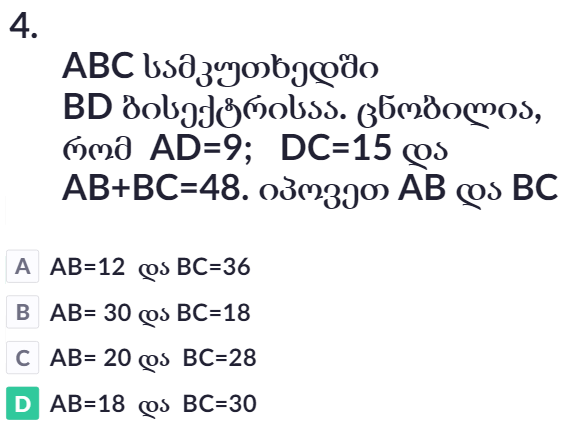 4.
ABC სამკუთხედში
BD ბისექტრისაა. ცნობილია,
რომ AD=9; DC=15 და
AB+BC=48. იპოვეთ AB და BC
A AB=12 და BC=36
B AB= 30 და BC=18
C AB= 20 და BC=28
D AB=18 და BC=30